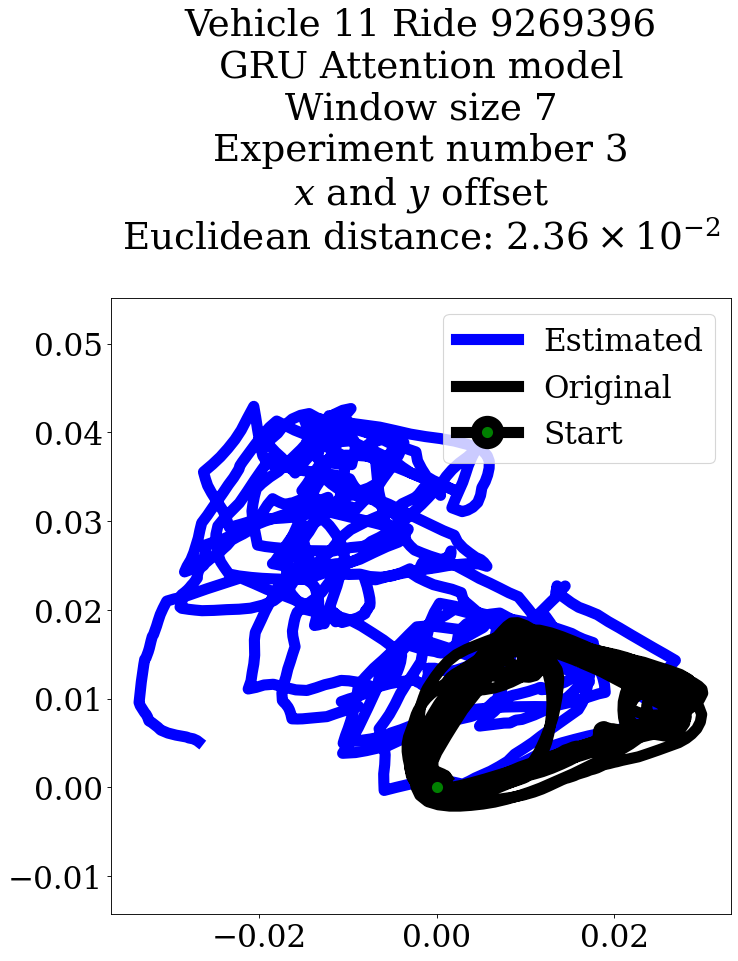 Vehicle 11 Ride 9269396
GRU Attention model
Window size 7
Experiment number 3
x and y offset
Euclidean distance: 2.36 × 10⁻²
Estimated
Original
Start
0.05
0.04
0.03
0.02
0.01
0.00
−0.01
−0.02
0.00
0.02